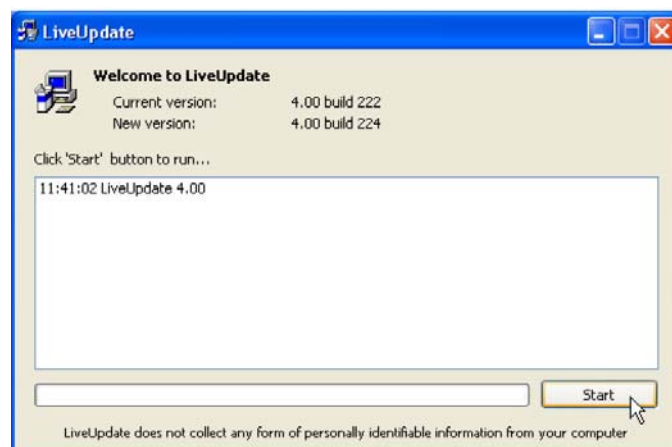 LiveUpdate
Welcome to LiveUpdate
Current version: 4.00 build 222
New version: 4.00 build 224
Click 'Start' button to run...
11:41:02 LiveUpdate 4.00
Start
LiveUpdate does not collect any form of personally identifiable information from your computer